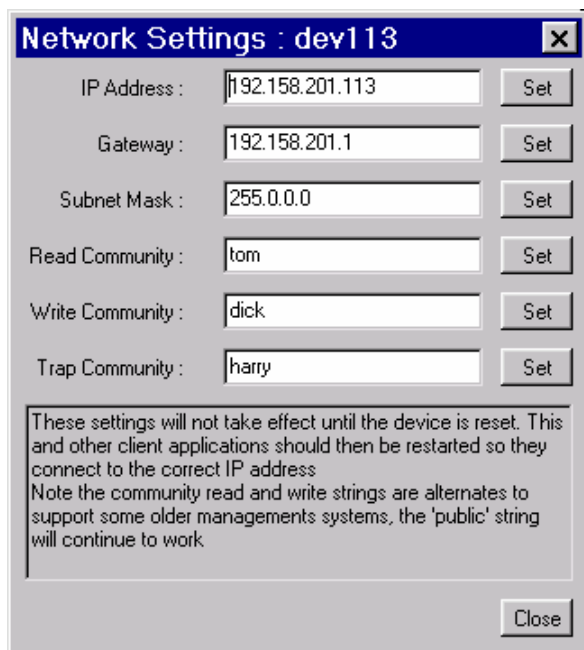 Network Settings : dev113
IP Address : 192.158.201.113 Set
Gateway : 192.158.201.1 Set
Subnet Mask : 255.0.0.0 Set
Read Community : tom Set
Write Community : dick Set
Trap Community : harry Set
These settings will not take effect until the device is reset. This
and other client applications should then be restarted so they
connect to the correct IP address
Note the community read and write strings are alternates to
support some older managements systems, the 'public' string
will continue to work
Close